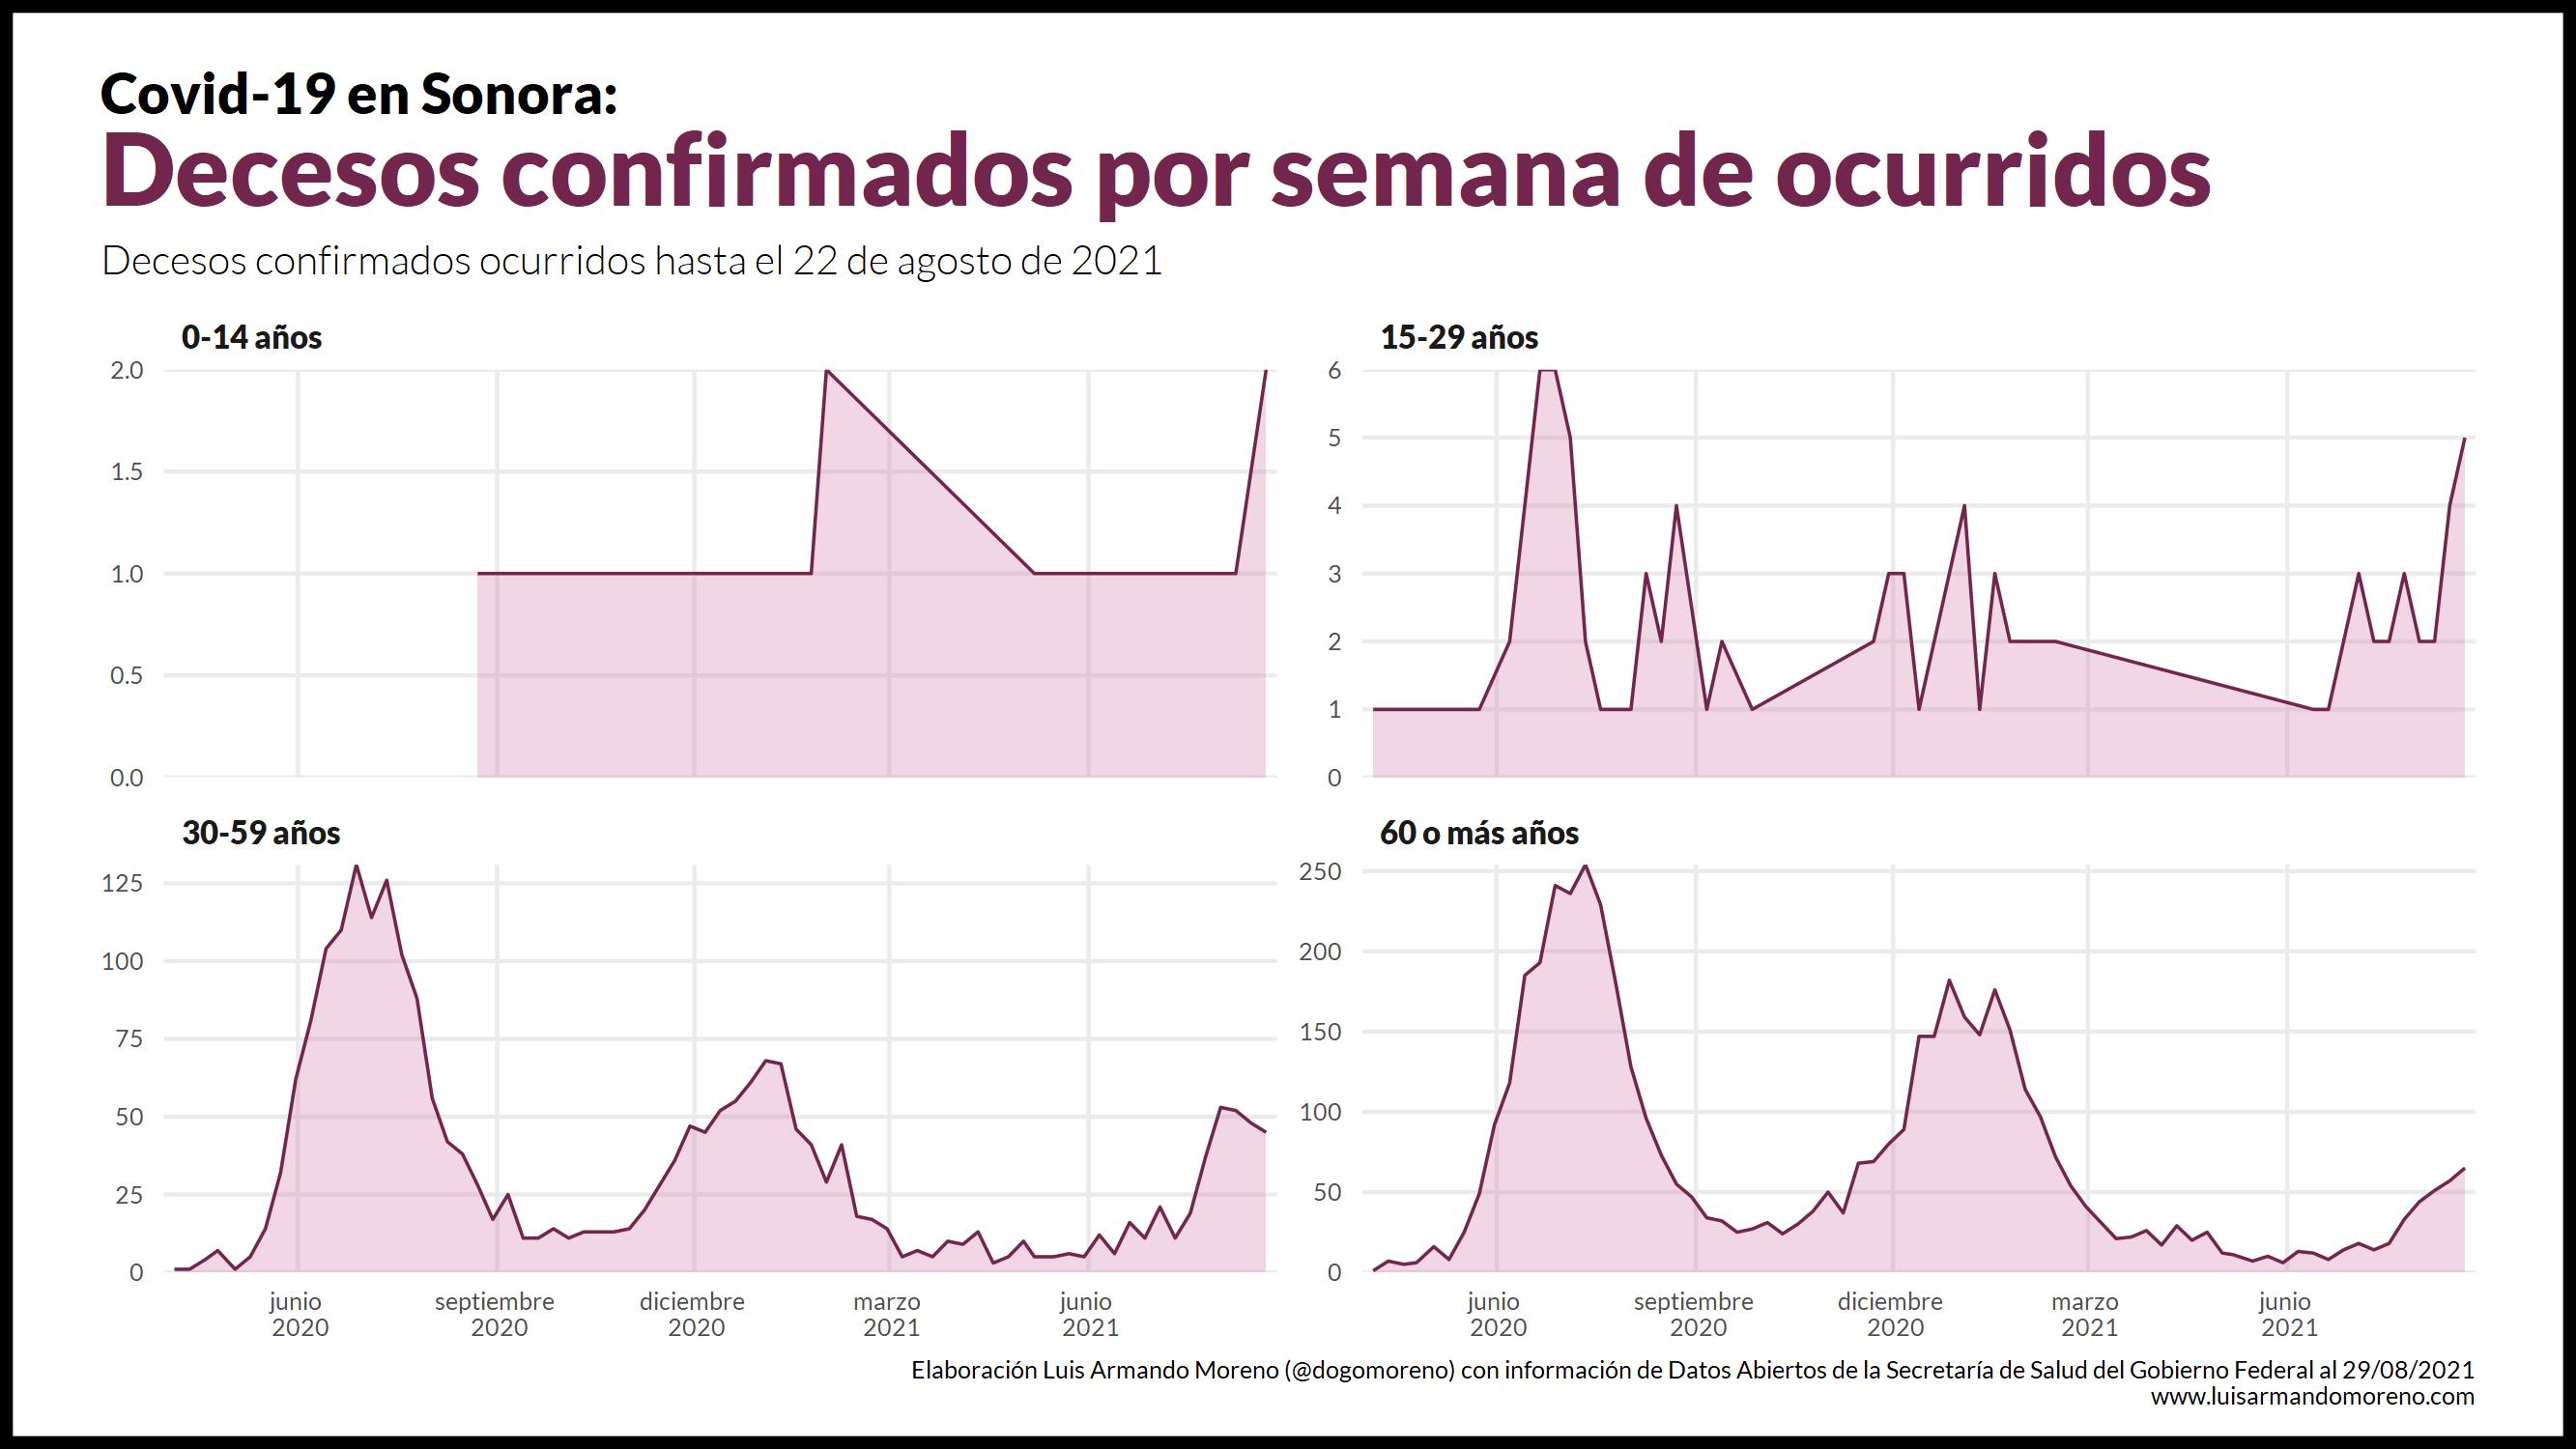 Covid-19 en Sonora:
Decesos confirmados por semana de ocurridos
Decesos confirmados ocurridos hasta el 22 de agosto de 2021
0-14 años
2.0
1.5
1.0
0.5
0.0
15-29 años
6
5
4
3
2
1
0
30-59 años
125
100
75
50
25
0
junio
2020
septiembre
2020
diciembre
2020
marzo
2021
junio
2021
60 o más años
250
200
150
100
50
0
junio
2020
septiembre
2020
diciembre
2020
marzo
2021
junio
2021
Elaboración Luis Armando Moreno (@dogomoreno) con información de Datos Abiertos de la Secretaría de Salud del Gobierno Federal al 29/08/2021
www.luisarmandomoreno.com